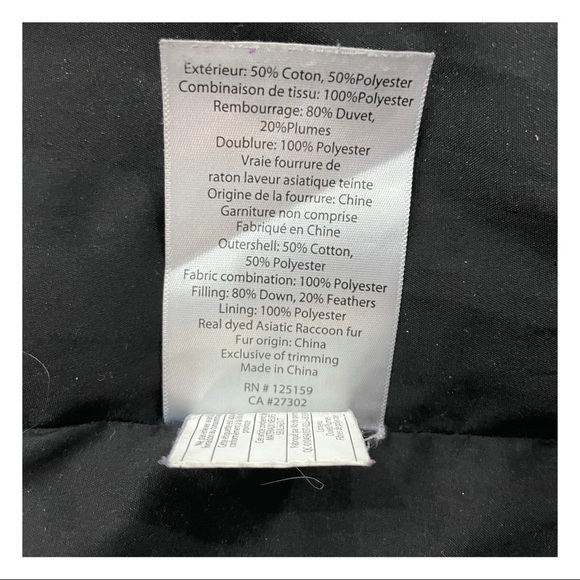 Extérieur: 50% Coton, 50%Polyester
Combinaison de tissu: 100%Polyester
Rembourrage: 80% Duvet,
20%Plumes
Doublure: 100% Polyester
Vraie fourrure de
raton laveur asiatique teinte
Origine de la fourrure: Chine
Garniture non comprise
Fabriqué en Chine
Outershell: 50% Cotton,
50% Polyester
Fabric combination: 100% Polyester
Filling: 80% Down, 20% Feathers
Lining: 100% Polyester
Real dyed Asiatic Raccoon fur
Fur origin: China
Exclusive of trimming
Made in China
RN # 125159
CA #27302